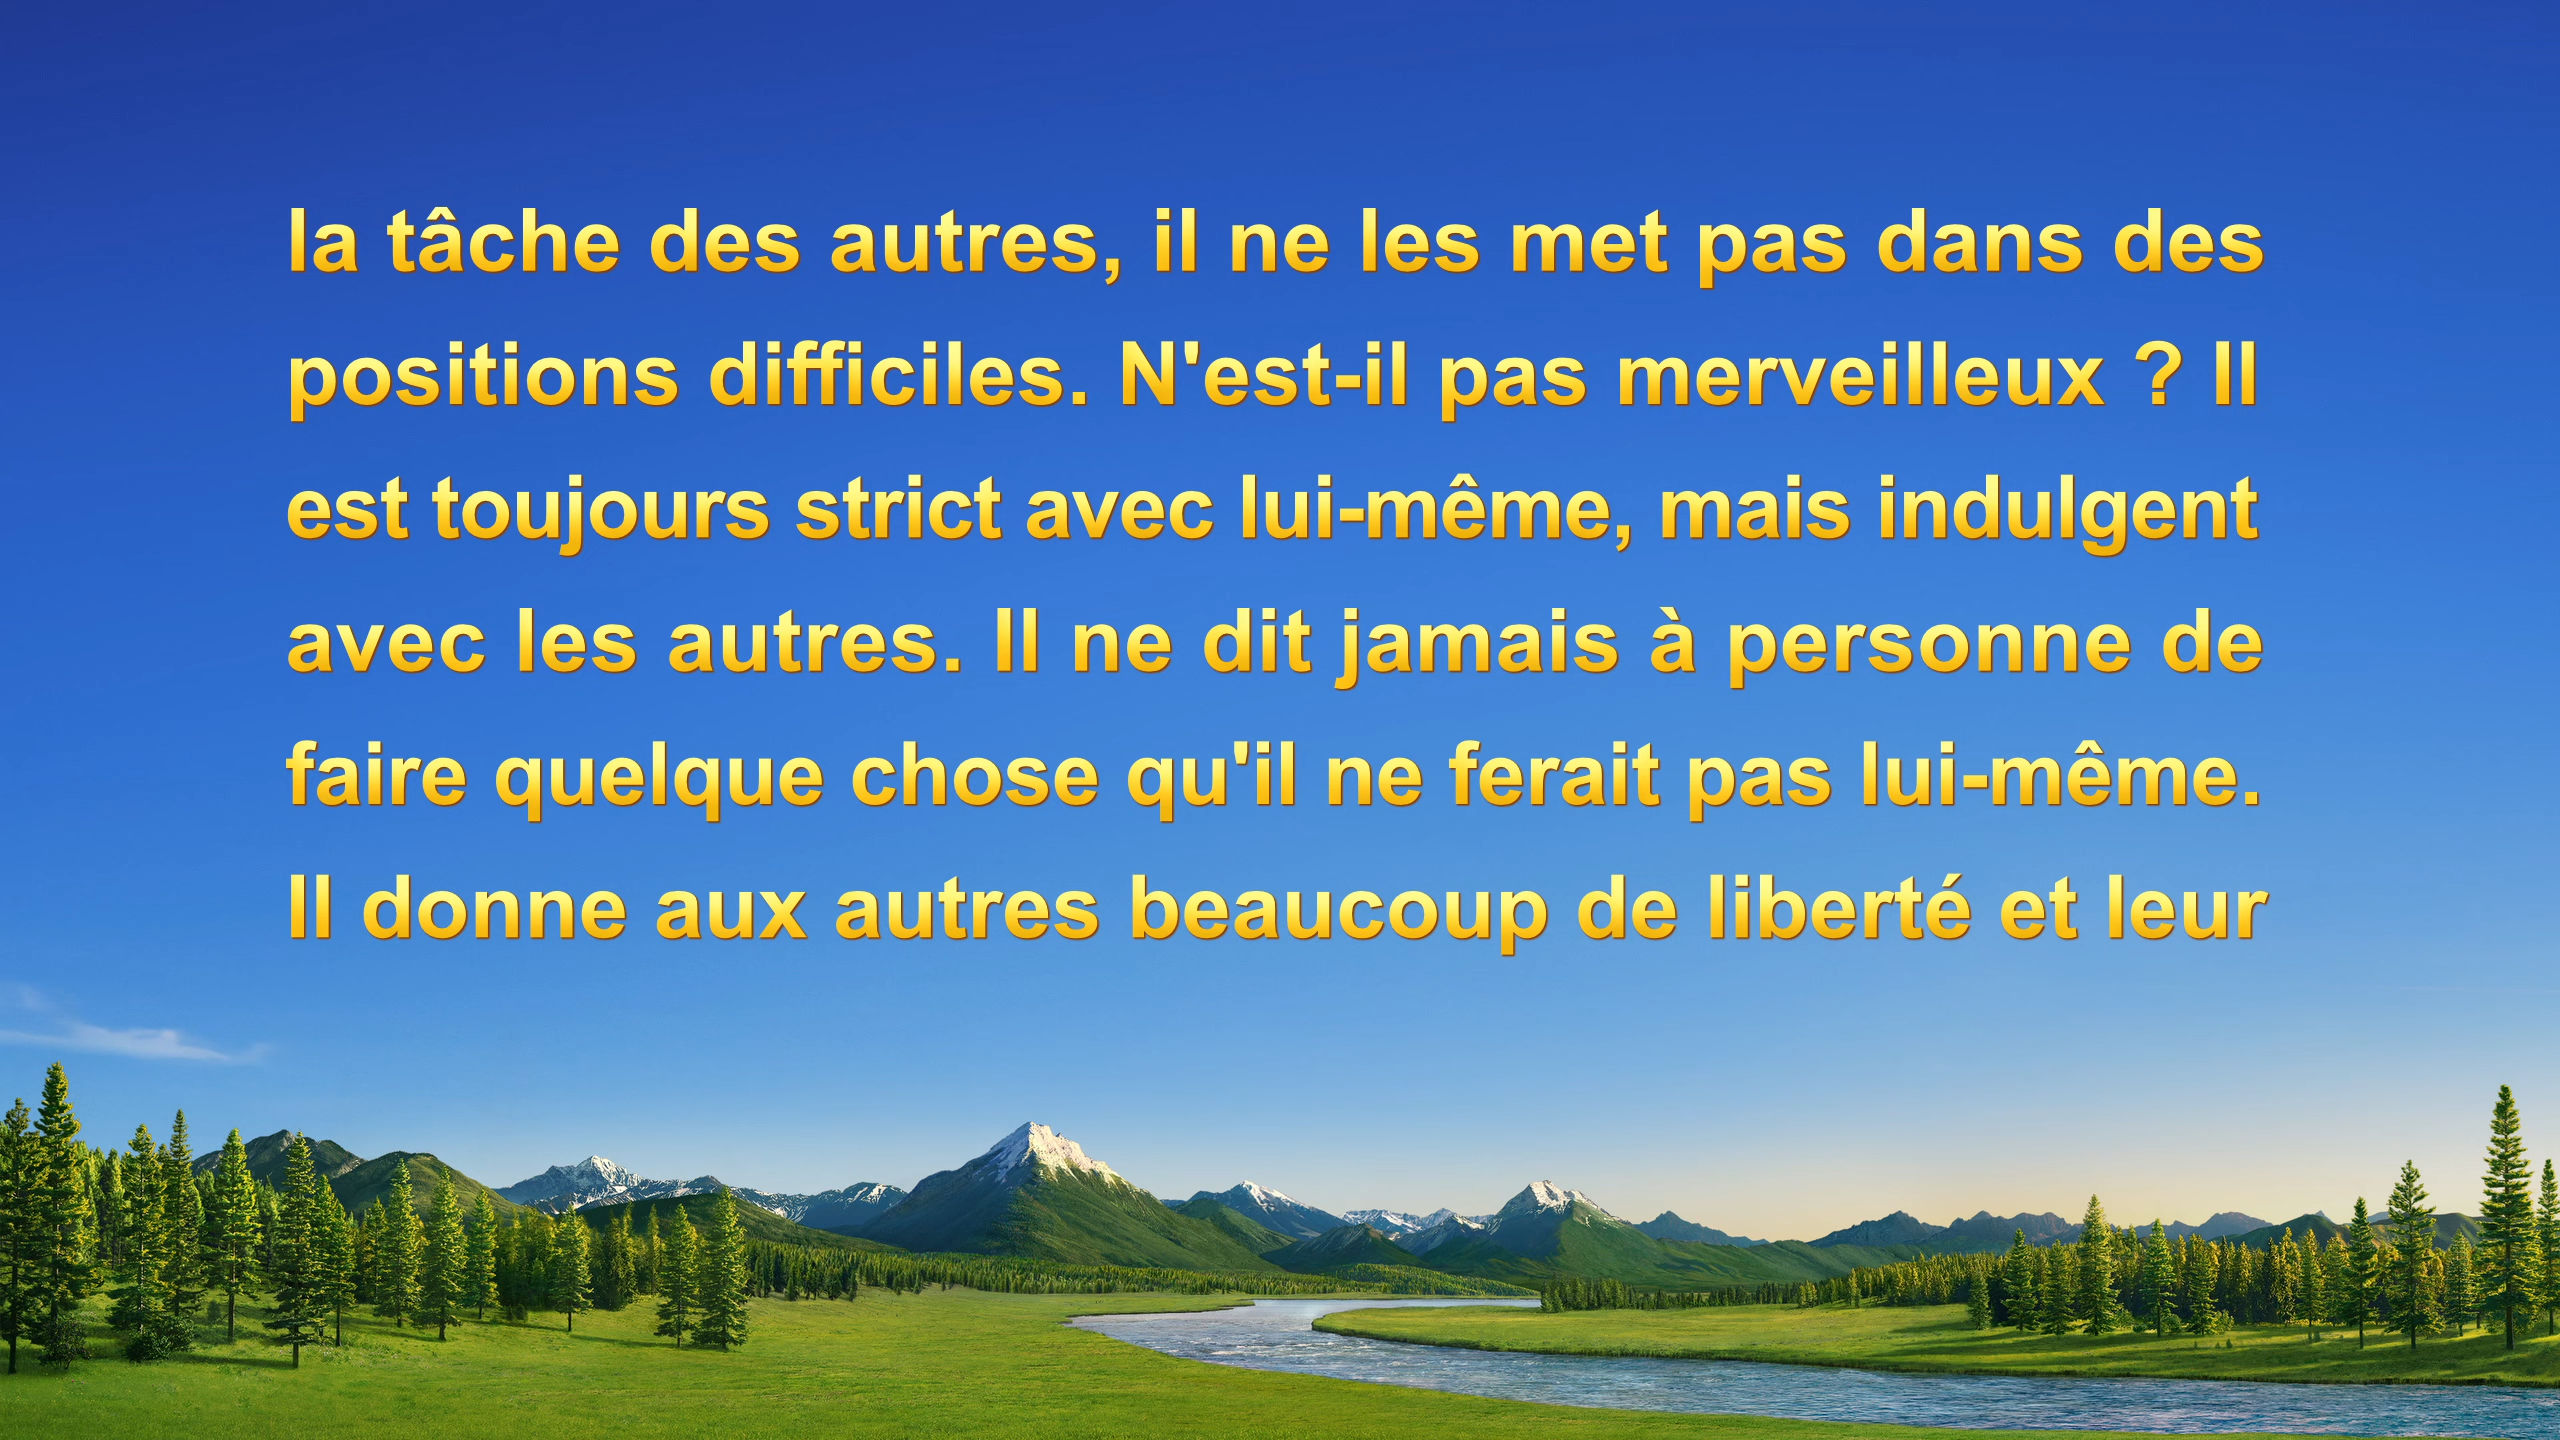 la tâche des autres, il ne les met pas dans des
positions difficiles. N'est-il pas merveilleux ? Il
est toujours strict avec lui-même, mais indulgent
avec les autres. Il ne dit jamais à personne de
faire quelque chose qu'il ne ferait pas lui-même.
Il donne aux autres beaucoup de liberté et leur